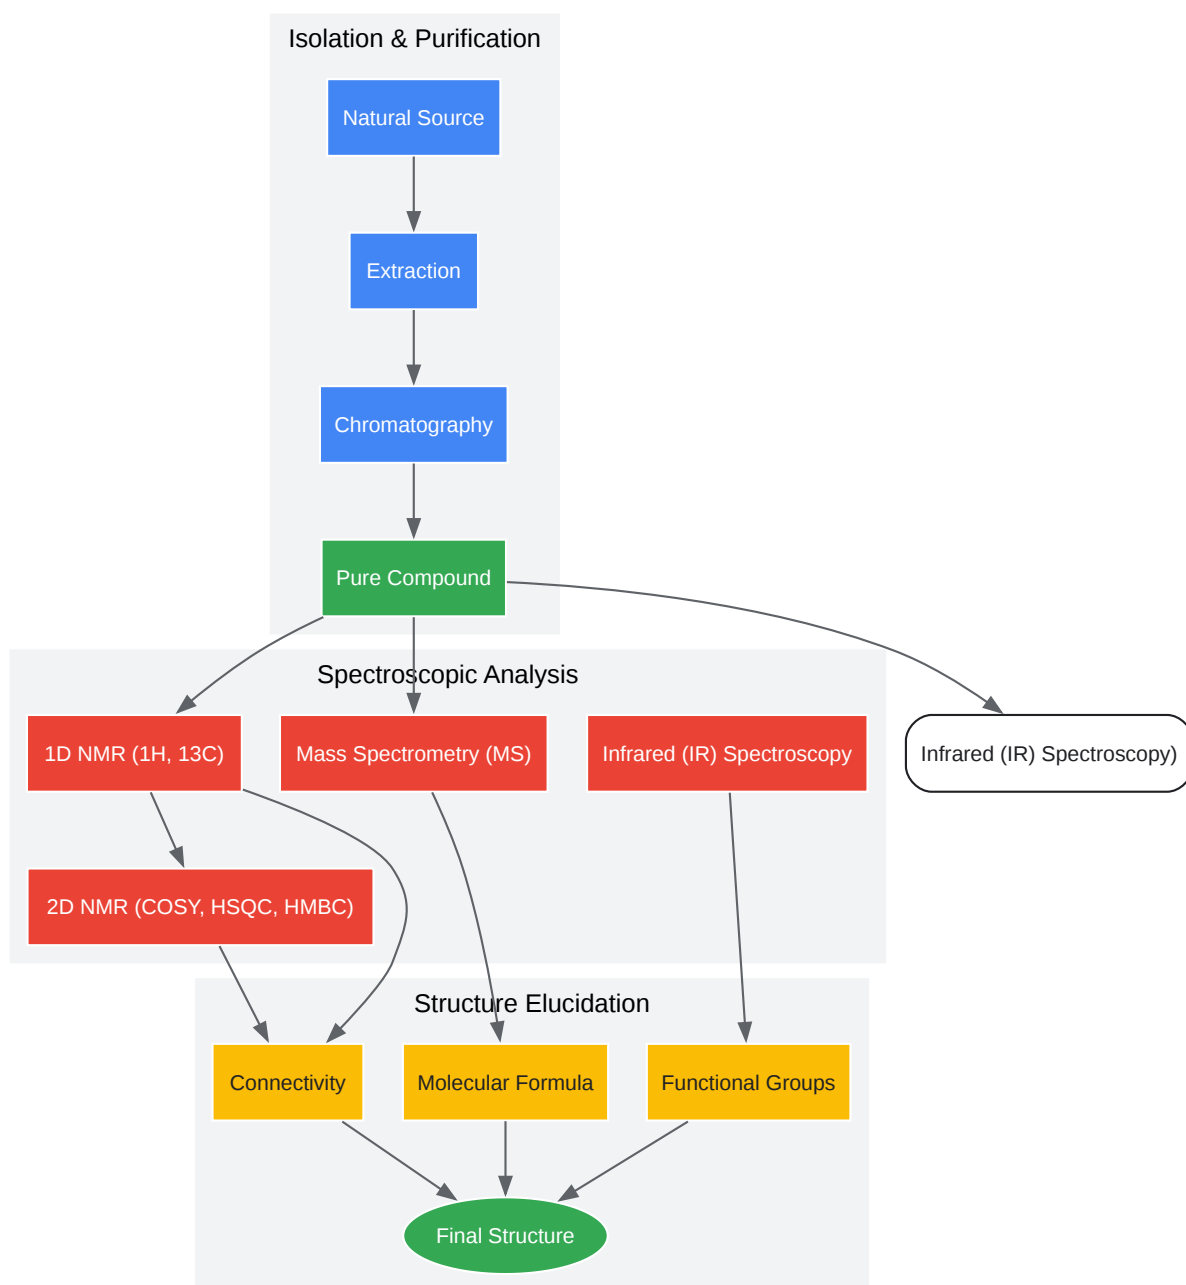 Isolation & Purification
Natural Source
Extraction
Chromatography
Pure Compound
Spectroscopic Analysis
1D NMR (1H, 13C)
Mass Spectrometry (MS)
Infrared (IR) Spectroscopy
Infrared (IR) Spectroscopy)
2D NMR (COSY, HSQC, HMBC)
Structure Elucidation
Connectivity
Molecular Formula
Functional Groups
Final Structure